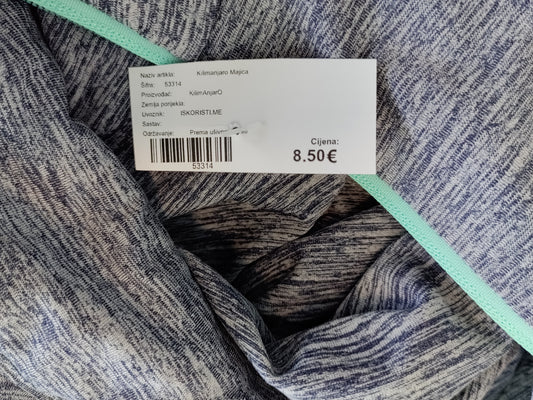 Naziv artikla: Kilimanjaro Majica
Šifra: 53314
Proizvođač: KilimAnjarO
Zemlja porijekla:
Uvoznik: ISKORISTI.ME
Sastav:
Održavanje: Prema
Cijena:
8.50€
53314